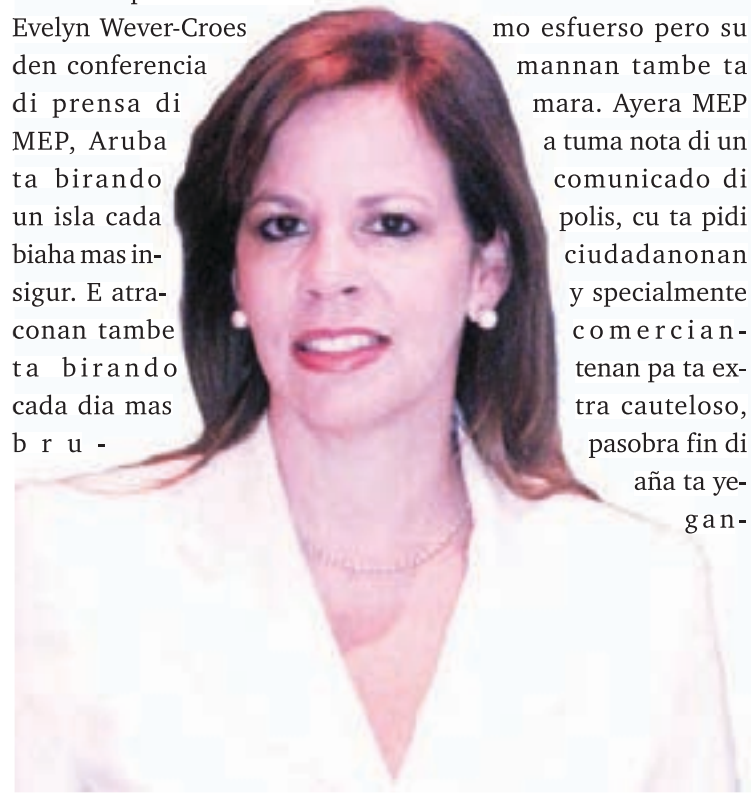 Evelyn Wever-Croes
den conferencia
di prensa di
MEP, Aruba
ta birando
un isla cada
biaha mas in-
sigur. E atra-
conan tambe
ta birando
cada dia mas
bru-
mo esfuerso pero su
mannan tambe ta
mara. Ayera MEP
a tuma nota di un
comunicado di
polis, cu ta pidi
ciudadanonan
y specialmente
comercian-
tenan pa ta ex-
tra cauteloso,
pasobra fin di
aña ta ye-
gan-